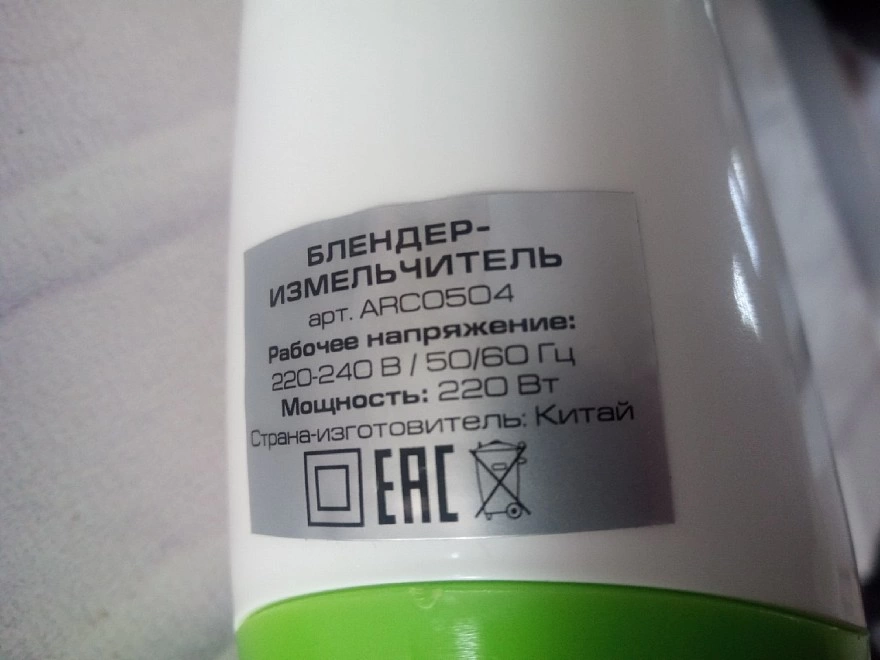 БЛЕНДЕР-
ИЗМЕЛЬЧИТЕЛЬ
арт. ARC0504
Рабочее напряжение:
220-240 В / 50/60 Гц
Мощность: 220 Вт
Страна-изготовитель: Китай
EAC